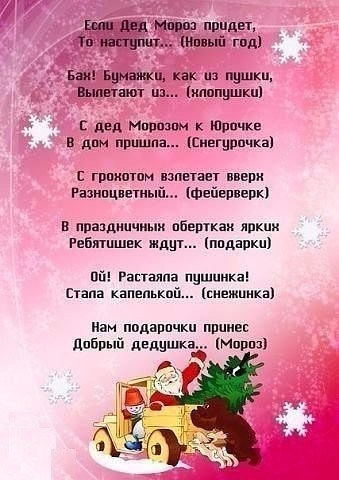 Если Дед Мороз придет,
То наступит... (Новый год)
Бах! Бумажки, как из пушки,
Вылетают из... (хлопушки)
С дед Морозом к Юрочке
В дом пришла... (Снегурочка)
С грохотом взлетает вверх
Разноцветный... (фейерверк)
В праздничных обертках ярких
Ребятишек ждут... (подарки)
Ой! Растаяла пушинка!
Стала капелькой... (снежинка)
Нам подарочки принес
Добрый дедушка... (Мороз)